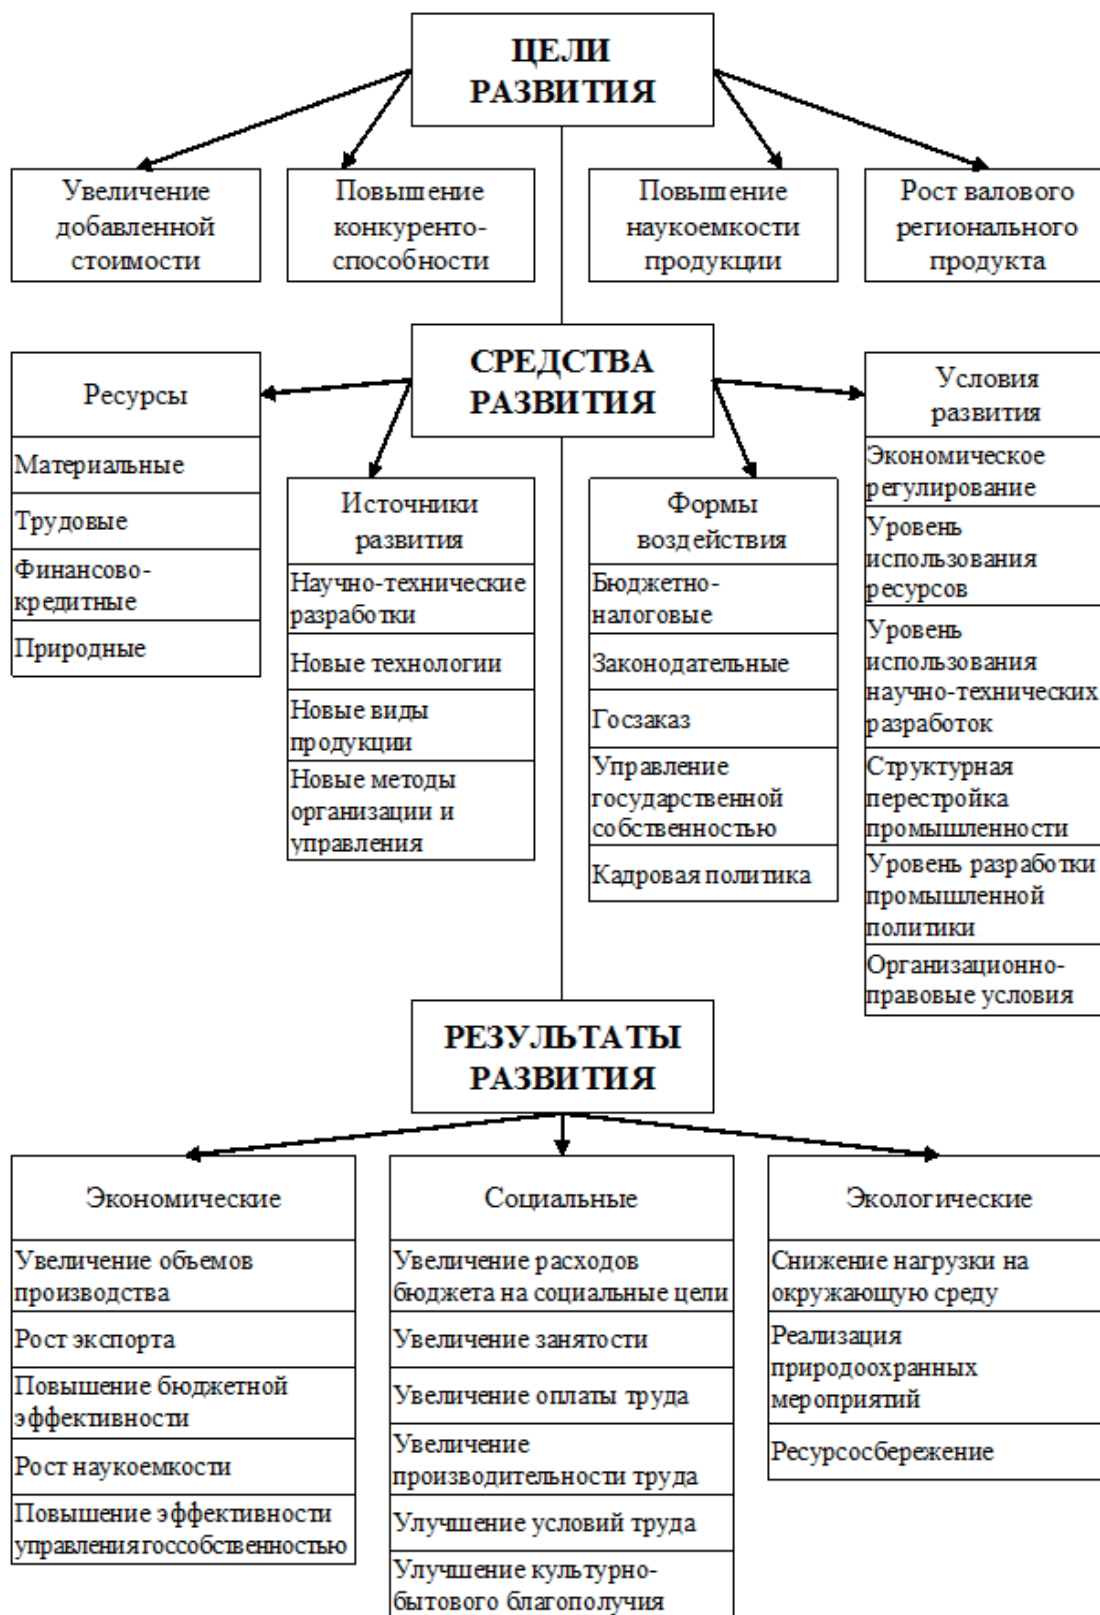 ЦЕЛИ
РАЗВИТИЯ
Увеличение
добавленной
стоимости
Повышение
конкуренто-
способности
Повышение
наукоемкости
продукции
Рост валового
регионального
продукта
СРЕДСТВА
РАЗВИТИЯ
Ресурсы
Материальные
Трудовые
Финансово-
кредитные
Природные
Источники
развития
Научно-технические
разработки
Новые технологии
Новые виды
продукции
Новые методы
организации и
управления
Формы
воздействия
Бюджетно-
налоговые
Законодательные
Госзаказ
Управление
государственной
собственностью
Кадровая политика
Условия
развития
Экономическое
регулирование
Уровень
использования
ресурсов
Уровень
использования
научно-технических
разработок
Структурная
перестройка
промышленности
Уровень разработки
промышленной
политики
Организационно-
правовые условия
РЕЗУЛЬТАТЫ
РАЗВИТИЯ
Экономические
Увеличение объемов
производства
Рост экспорта
Повышение бюджетной
эффективности
Рост наукоемкости
Повышение эффективности
управления госсобственностью
Социальные
Увеличение расходов
бюджета на социальные цели
Увеличение занятости
Увеличение оплаты труда
Увеличение
производительности труда
Улучшение условий труда
Улучшение культурно-
бытового благополучия
Экологические
Снижение нагрузки на
окружающую среду
Реализация
природоохранных
мероприятий
Ресурсосбережение